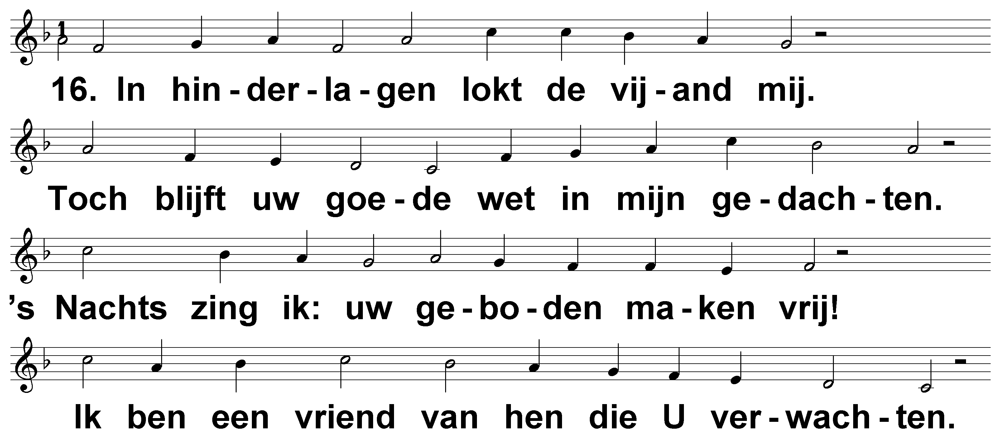 1
16. In hin - der - la - gen lokt de vij - and mij.
Toch blijft uw goe - de wet in mijn ge - dach - ten.
’s Nachts zing ik: uw ge - bo - den ma - ken vrij!
Ik ben een vriend van hen die U ver - wach - ten.